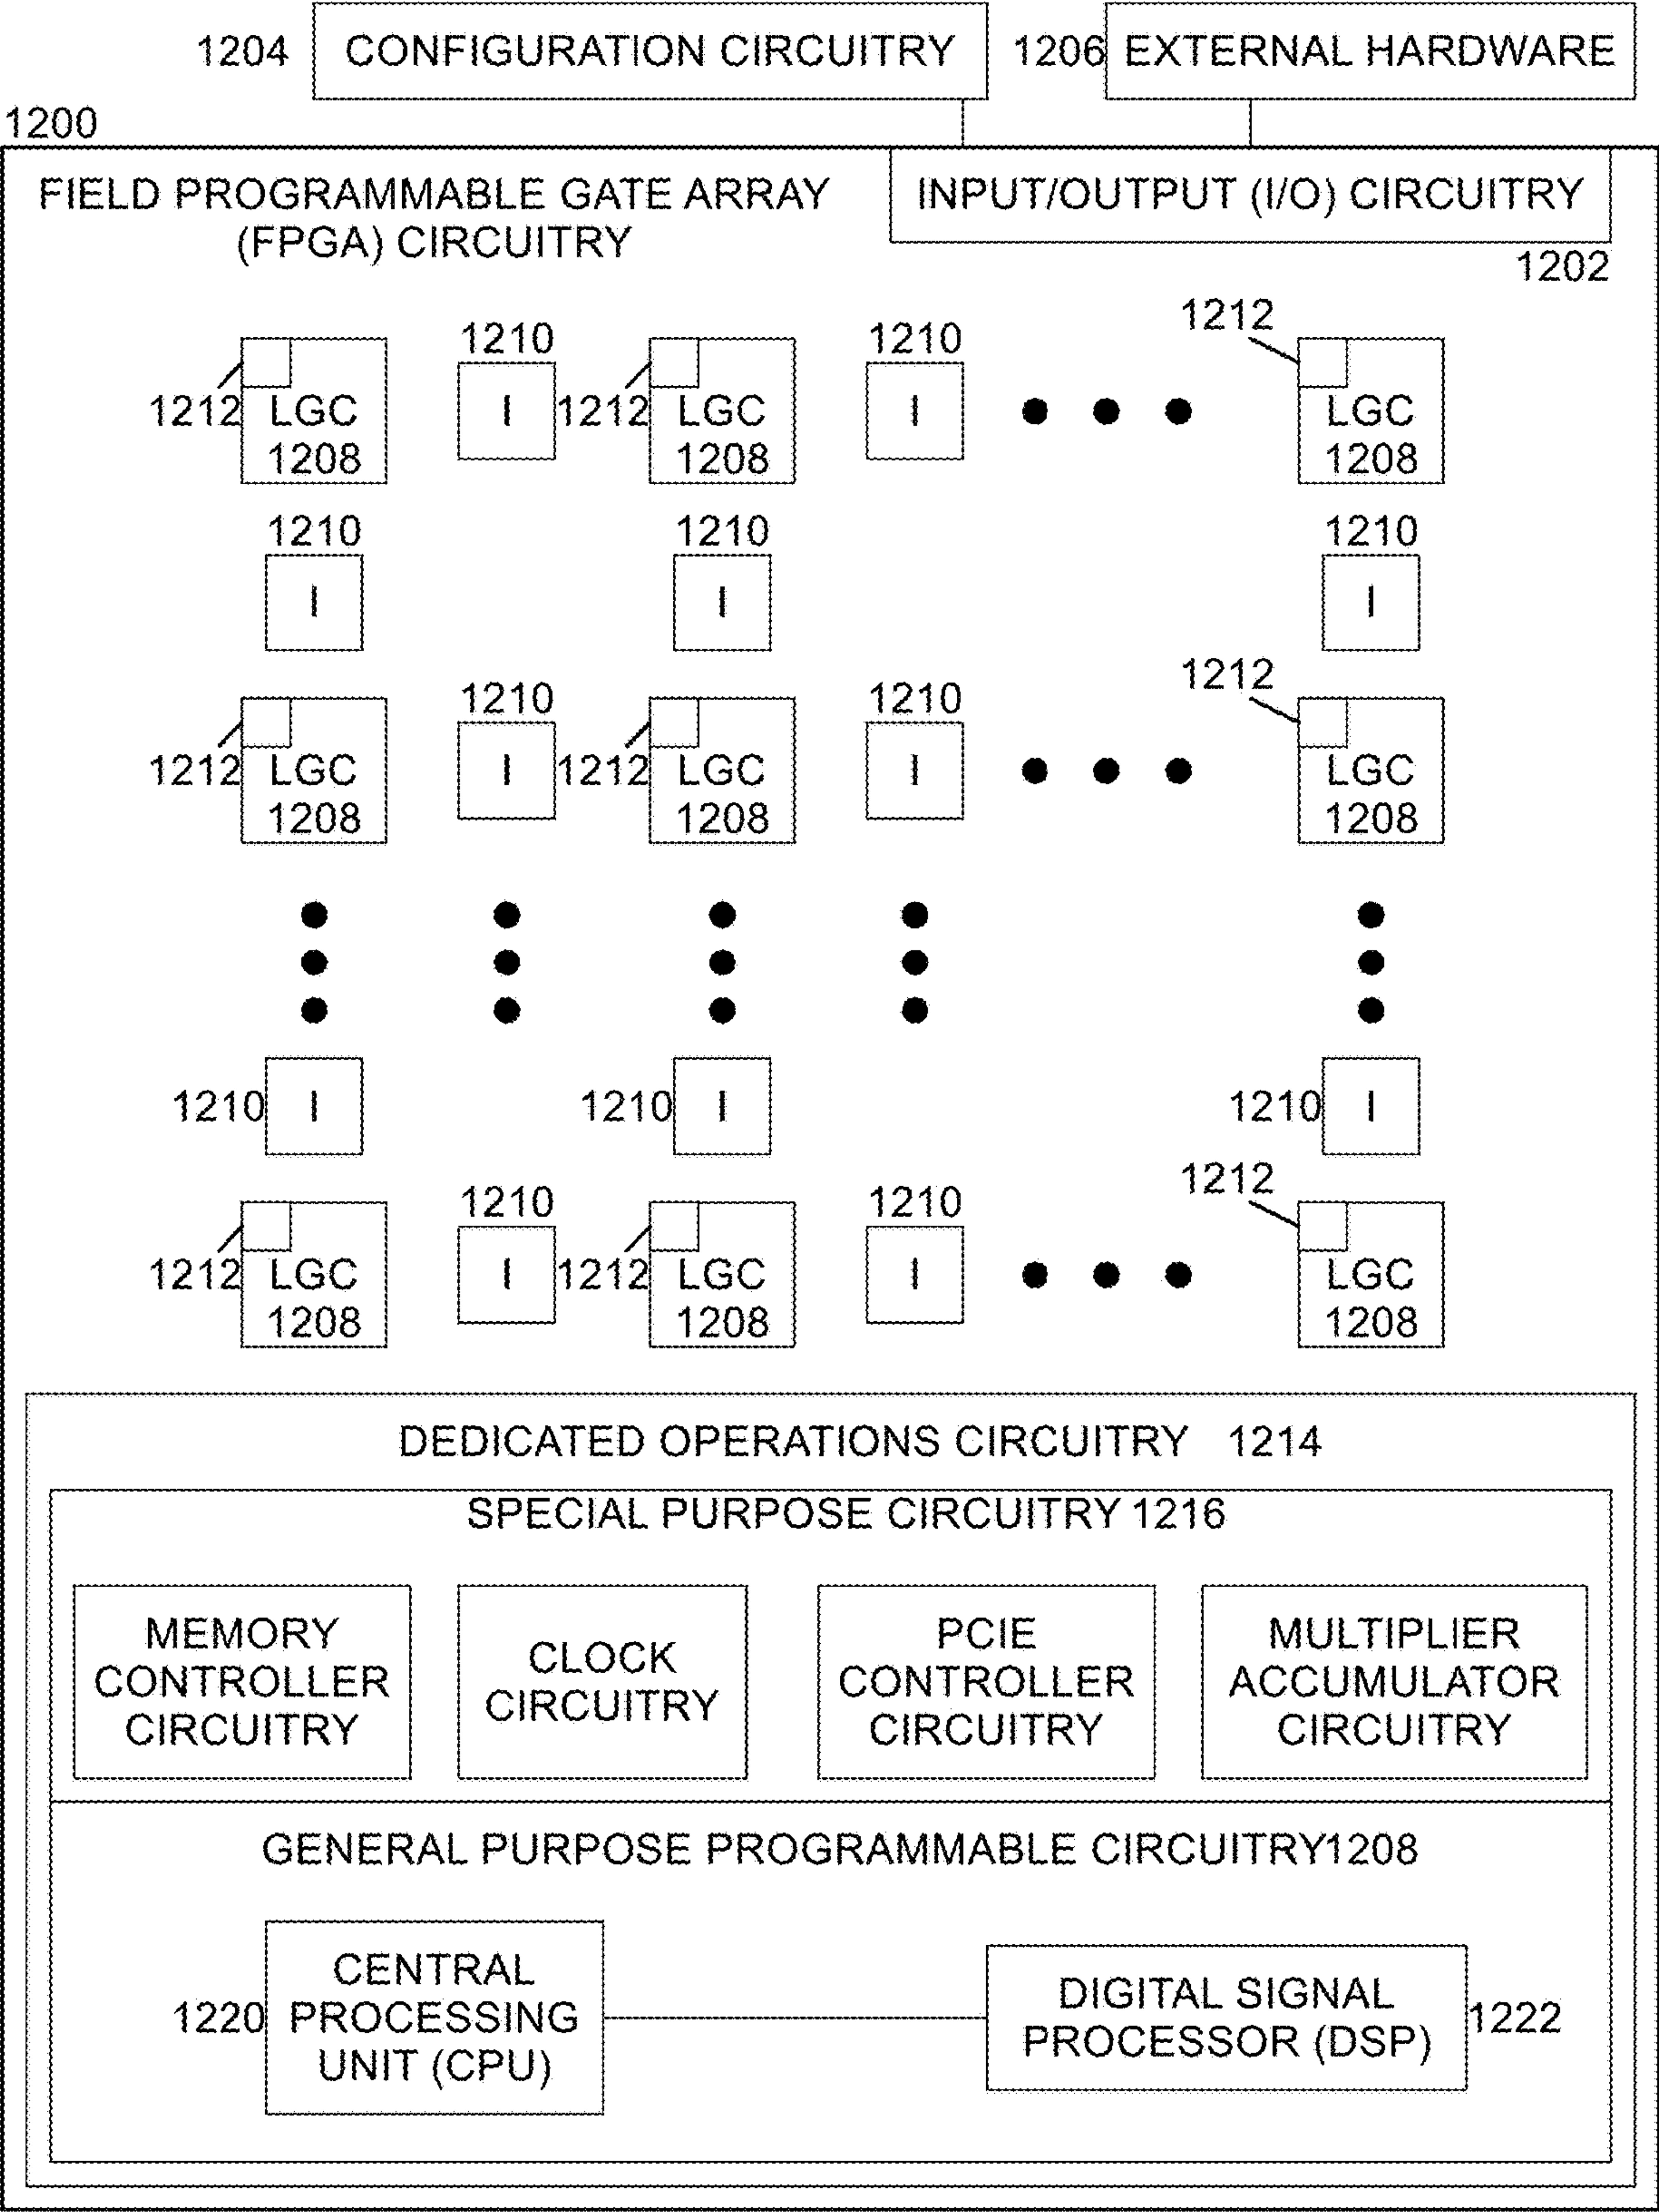 1204 CONFIGURATION CIRCUITRY 1206 EXTERNAL HARDWARE
1200
FIELD PROGRAMMABLE GATE ARRAY
(FPGA) CIRCUITRY
INPUT/OUTPUT (I/O) CIRCUITRY
1202
1210 1210 1212
1212 LGC I 1212 LGC I LGC
1208 1208 1208
1210 1210 1210
I I I
1210 1210 1212
1212 LGC I 1212 LGC I LGC
1208 1208 1208
1210 I 1210 I 1210 I
1210 1210 1212
1212 LGC I 1212 LGC I LGC
1208 1208 1208
DEDICATED OPERATIONS CIRCUITRY 1214
SPECIAL PURPOSE CIRCUITRY 1216
MEMORY
CONTROLLER
CIRCUITRY
CLOCK
CIRCUITRY
PCIE
CONTROLLER
CIRCUITRY
MULTIPLIER
ACCUMULATOR
CIRCUITRY
GENERAL PURPOSE PROGRAMMABLE CIRCUITRY1208
1220
CENTRAL
PROCESSING
UNIT (CPU)
DIGITAL SIGNAL
PROCESSOR (DSP)
1222